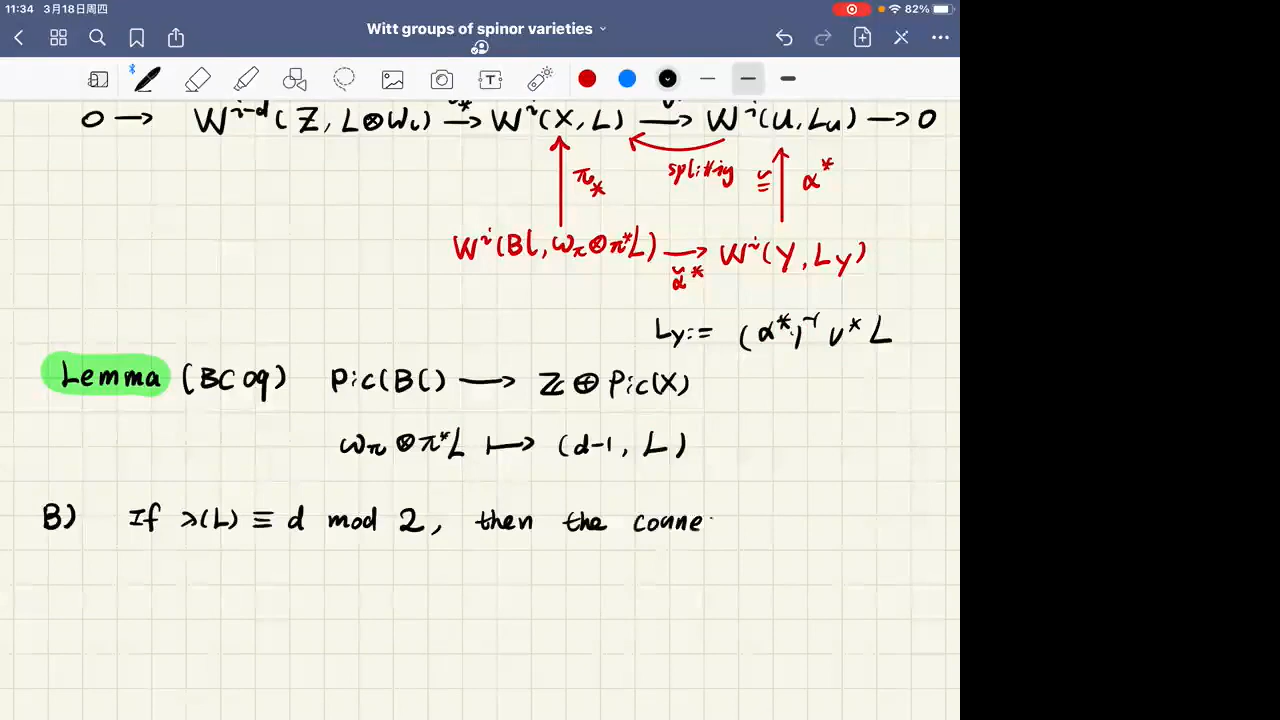 11:34 3月18日周四
82%
Witt groups of spinor varieties
0 → W^{i-d}(Z, L⊗ω_ι) → W^i(X, L) → W^i(U, L_U) → 0
splitting
π_* ≅ α^*
W^i(Bl, ω_π⊗π^*L) → W^i(Y, L_Y)
α̃^*
L_Y := (α^*)^{-1} υ^* L
Lemma (BC09) Pic(Bl) → ℤ ⊕ Pic(X)
ω_π ⊗ π^*L ↦ (d-1, L)
B) If λ(L) ≡ d mod 2, then the conne